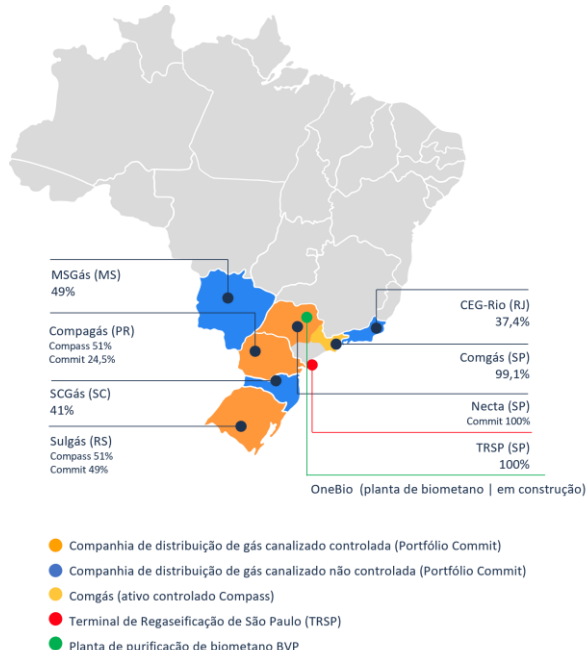 MSGás (MS)
49%
Compagás (PR)
Compass 51%
Commit 24,5%
SCGás (SC)
41%
Sulgás (RS)
Compass 51%
Commit 49%
CEG-Rio (RJ)
37,4%
Comgás (SP)
99,1%
Necta (SP)
Commit 100%
TRSP (SP)
100%
OneBio (planta de biometano | em construção)
Companhia de distribuição de gás canalizado controlada (Portfólio Commit)
Companhia de distribuição de gás canalizado não controlada (Portfólio Commit)
Comgás (ativo controlado Compass)
Terminal de Regaseificação de São Paulo (TRSP)
Planta de purificação de biometano BVP